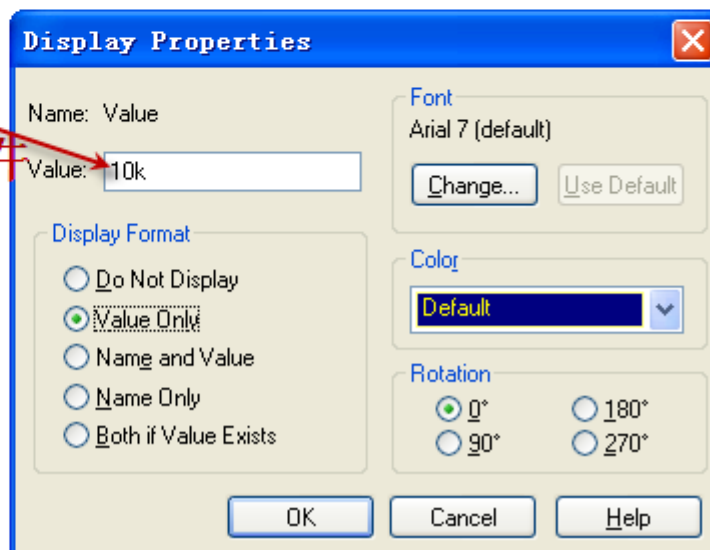 Display Properties
Name: Value
Value: 10k
Display Format
Do Not Display
Value Only
Name and Value
Name Only
Both if Value Exists
Font
Arial 7 (default)
Change...
Use Default
Color
Default
Rotation
0°
180°
90°
270°
OK
Cancel
Help